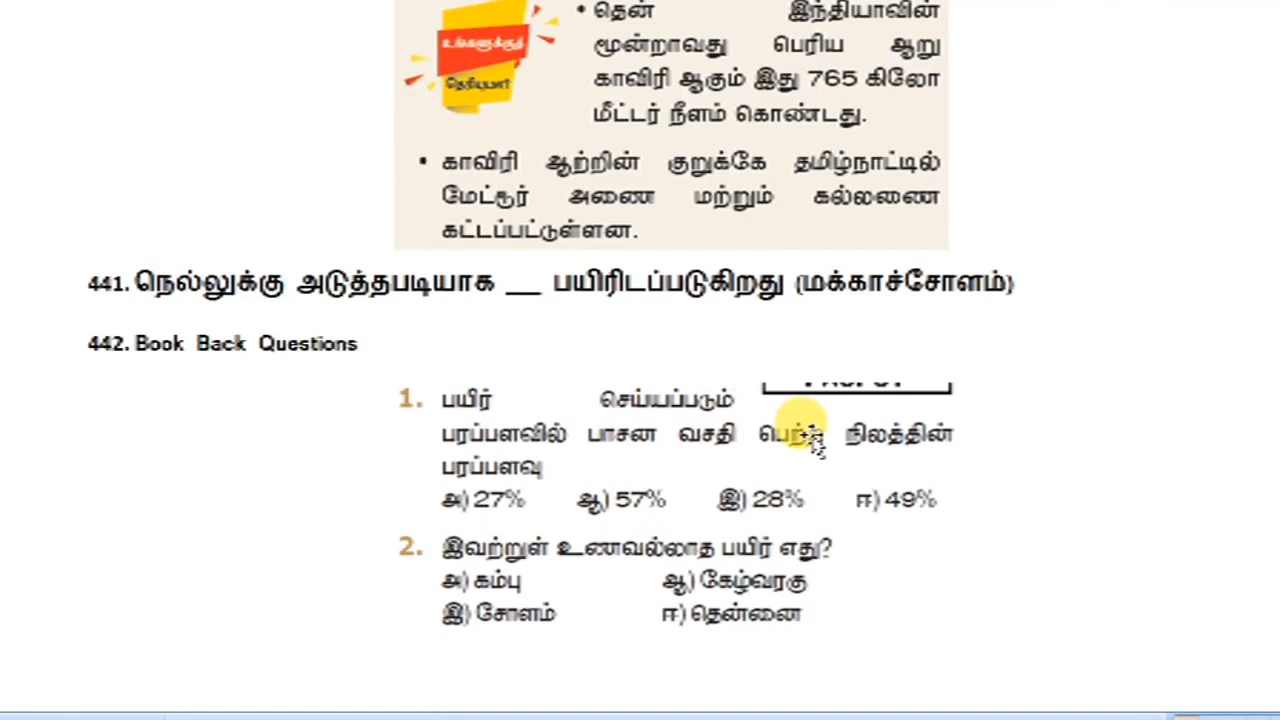 • தென் இந்தியாவின்
உங்களுக்குத்
மூன்றாவது பெரிய ஆறு
தெரியுமா
காவிரி ஆகும் இது 765 கிலோ
மீட்டர் நீளம் கொண்டது.
• காவிரி ஆற்றின் குறுக்கே தமிழ்நாட்டில்
மேட்டூர் அணை மற்றும் கல்லணை
கட்டப்பட்டுள்ளன.
441. நெல்லுக்கு அடுத்தபடியாக __ பயிரிடப்படுகிறது (மக்காச்சோளம்)
442. Book Back Questions
1. பயிர் செய்யப்படும்
பரப்பளவில் பாசன வசதி பெற்ற நிலத்தின்
பரப்பளவு
அ) 27% ஆ) 57% இ) 28% ஈ) 49%
2. இவற்றுள் உணவல்லாத பயிர் எது?
அ) கம்பு ஆ) கேழ்வரகு
இ) சோளம் ஈ) தென்னை